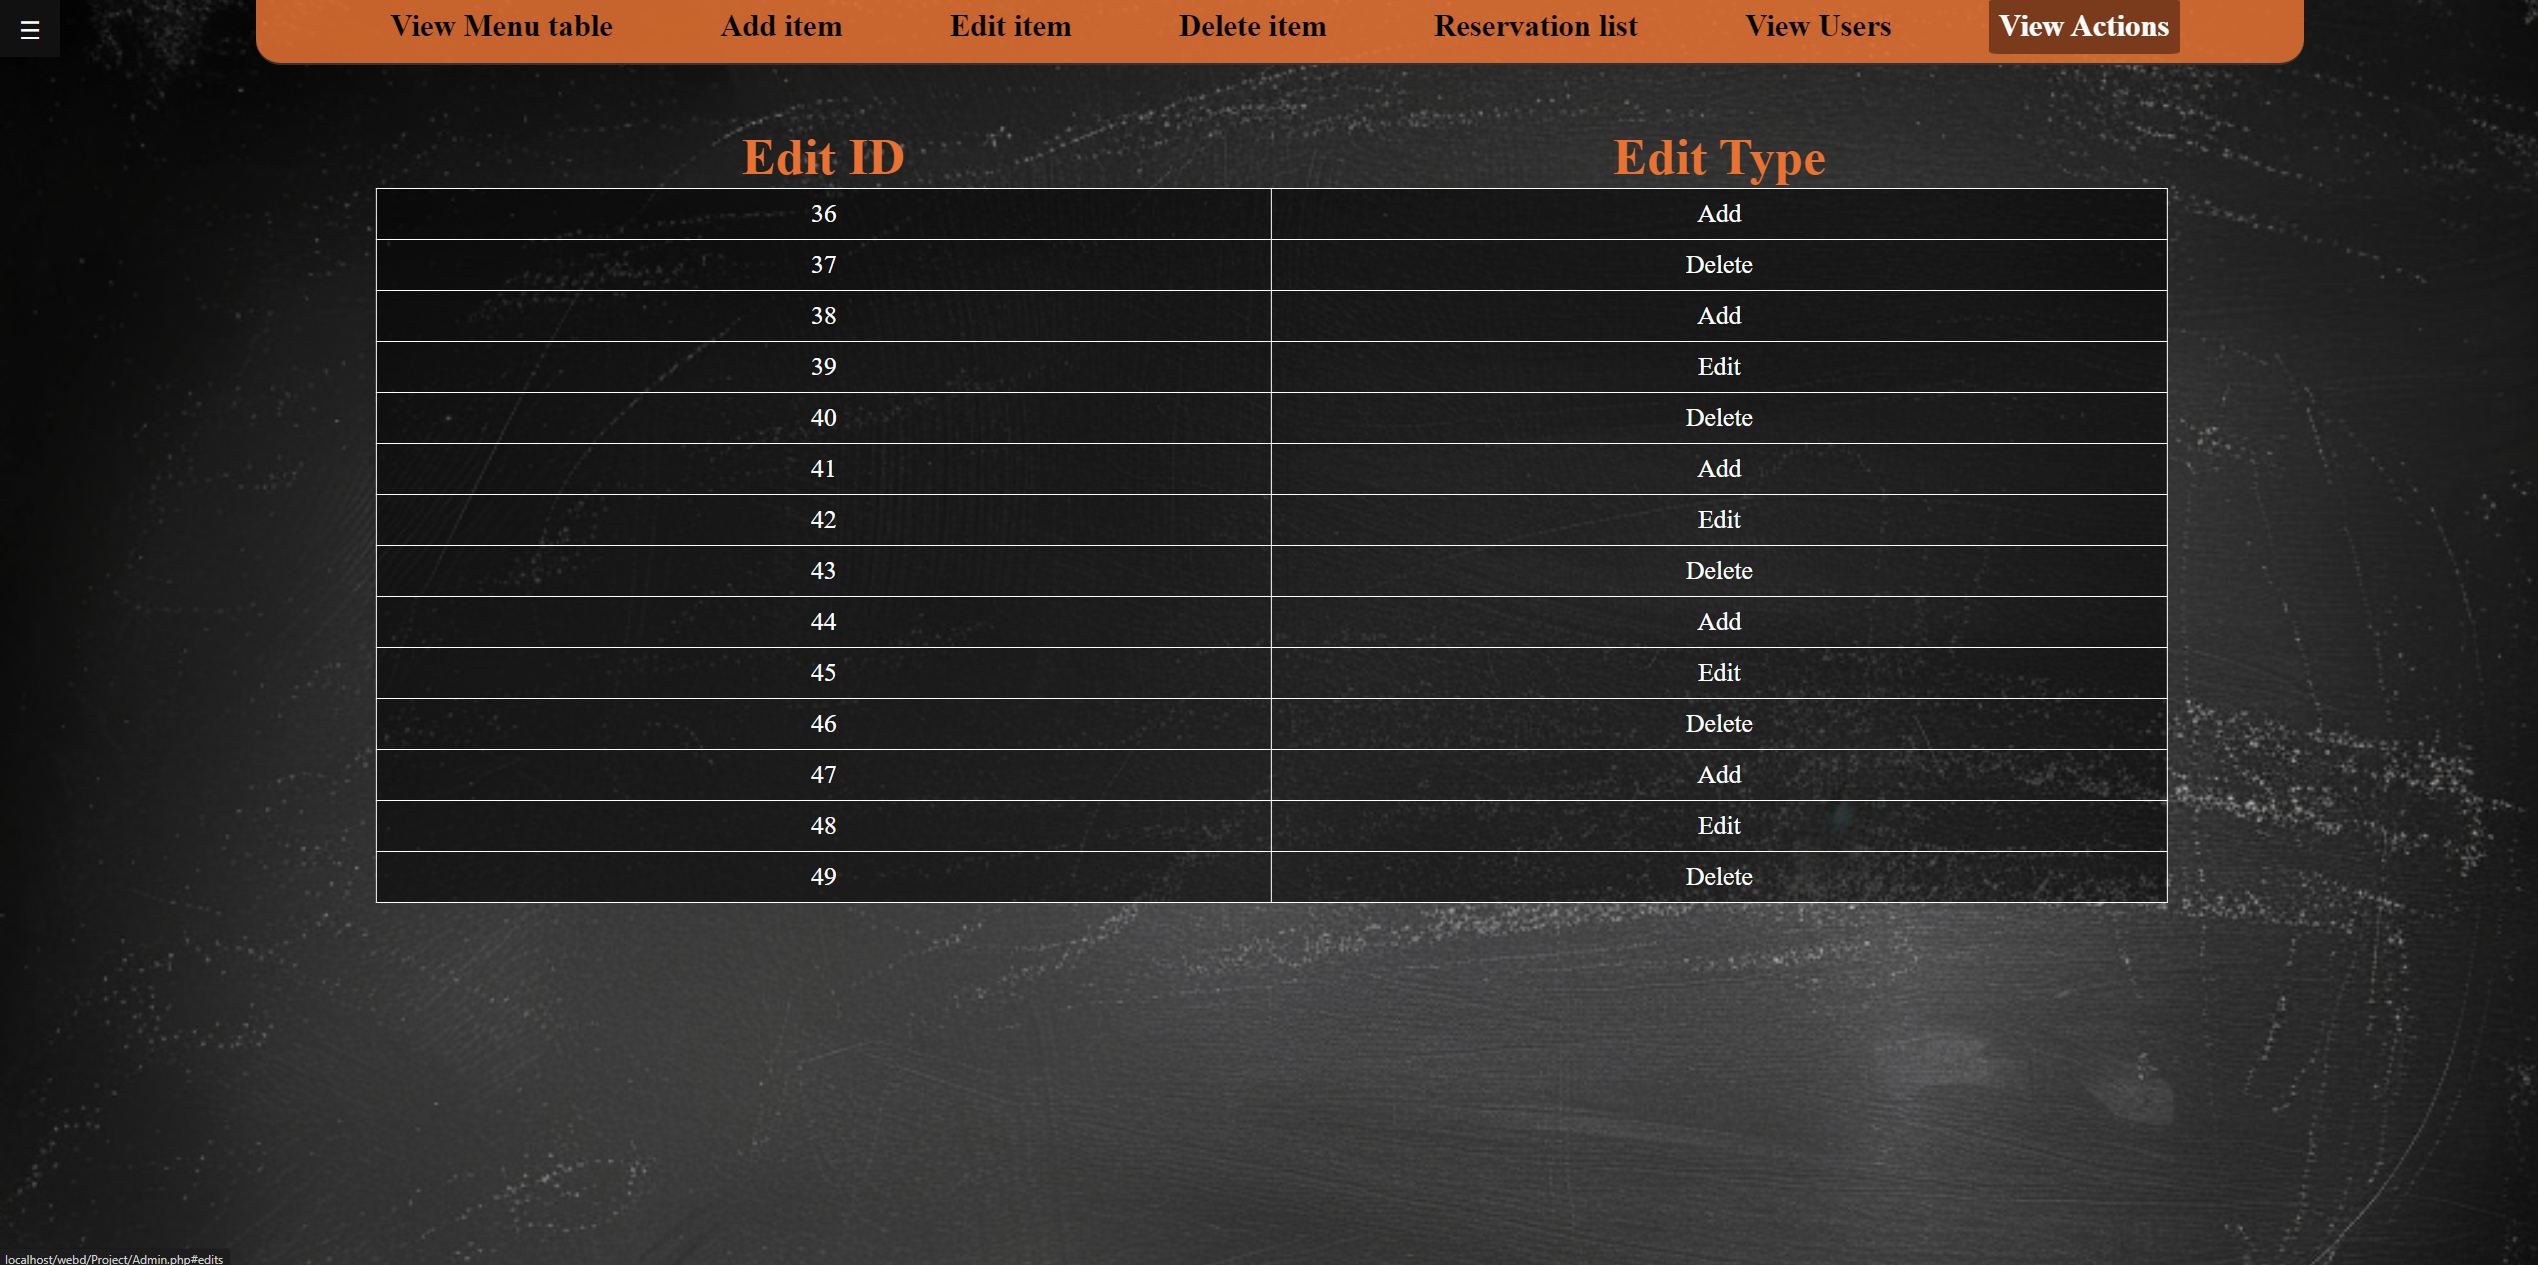 ☰ View Menu table Add item Edit item Delete item Reservation list View Users View Actions
Edit ID Edit Type
36 Add
37 Delete
38 Add
39 Edit
40 Delete
41 Add
42 Edit
43 Delete
44 Add
45 Edit
46 Delete
47 Add
48 Edit
49 Delete
localhost/webd/Project/Admin.php#edits